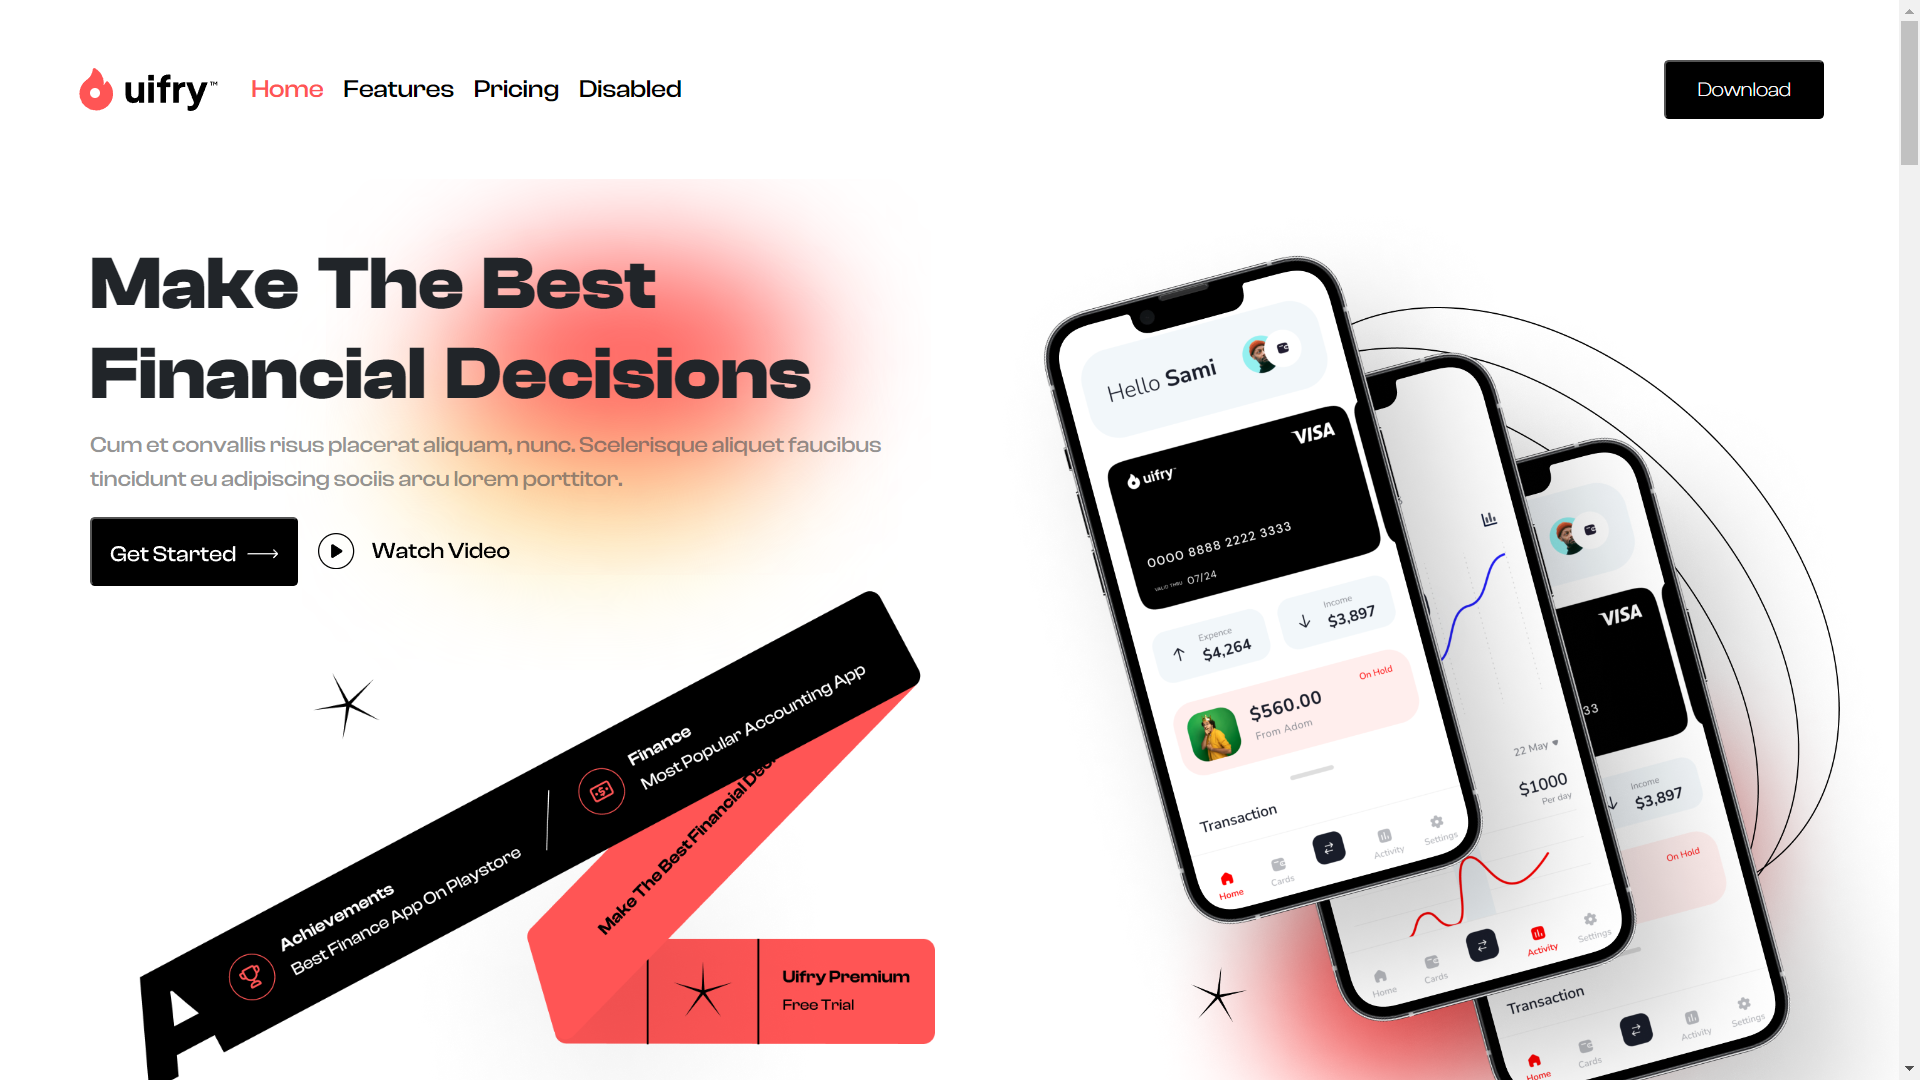 uifry™
Home Features Pricing Disabled
Download
Make The Best
Financial Decisions
Cum et convallis risus placerat aliquam, nunc. Scelerisque aliquet faucibus
tincidunt eu adipiscing sociis arcu lorem porttitor.
Get Started
Watch Video
Achievements
Best Finance App On Playstore
Finance
Most Popular Accounting App
Make The Best Financial
Uifry Premium
Free Trial
A
Hello Sami
VISA
uifry
0000 8888 2222 3333
VALID THRU 07/24
Expence
$4,264
Income
$3,897
On Hold
$560.00
From Adom
Transaction
Home
Cards
Activity
Settings
22 May
$1000
Per day
Home
Cards
Activity
Settings
VISA
33
Income
$3,897
On Hold
Transaction
Home
Cards
Activity
Settings